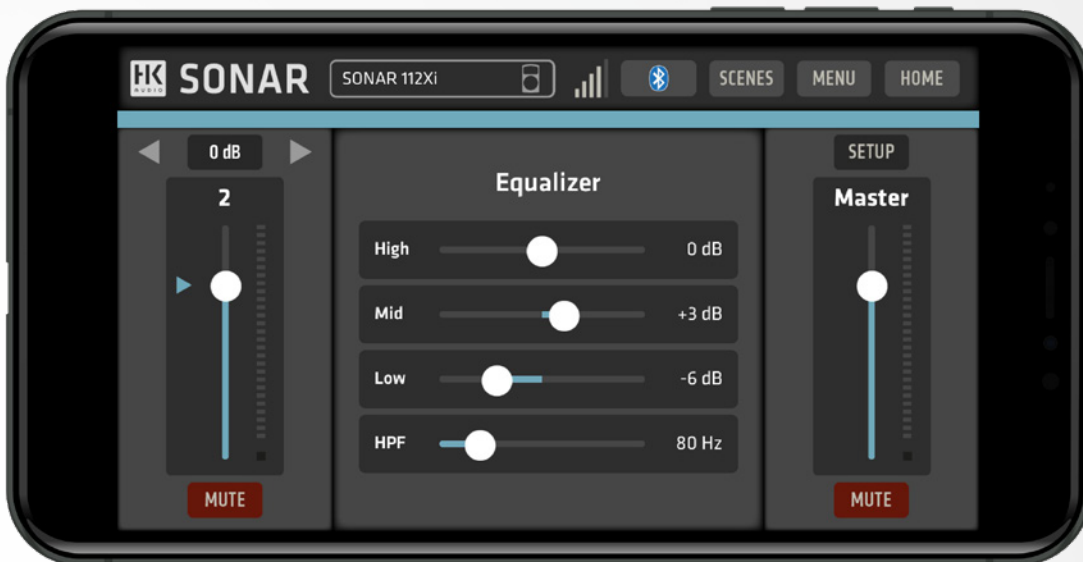 HK AUDIO SONAR SONAR 112Xi SCENES MENU HOME
0 dB
2
MUTE
Equalizer
High 0 dB
Mid +3 dB
Low -6 dB
HPF 80 Hz
SETUP
Master
MUTE